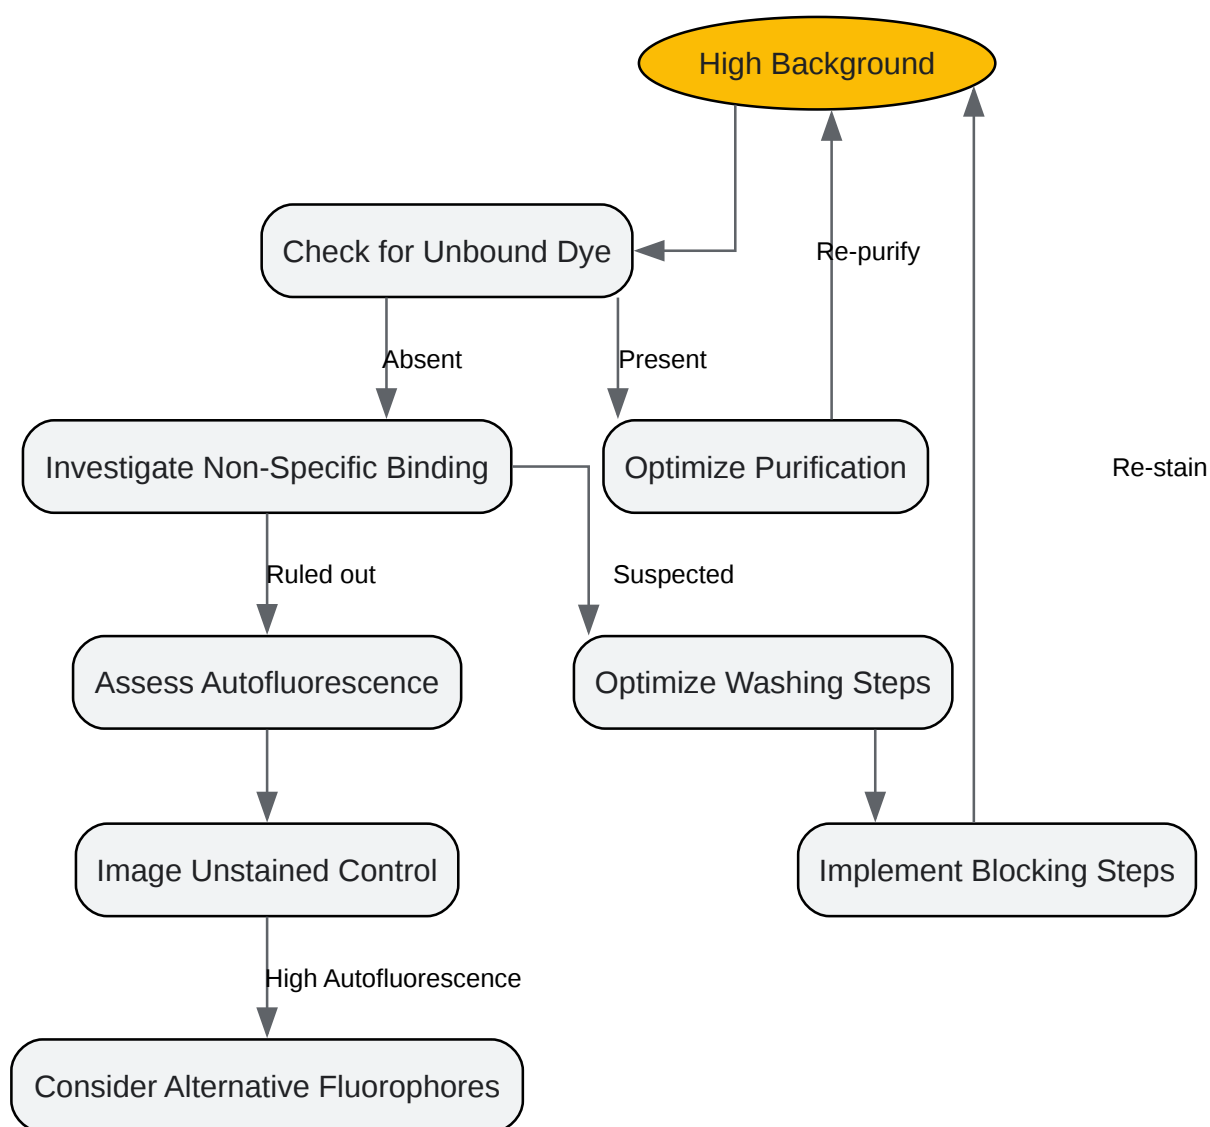 High Background
Check for Unbound Dye
Re-purify
Absent
Present
Investigate Non-Specific Binding
Optimize Purification
Re-stain
Ruled out
Suspected
Assess Autofluorescence
Optimize Washing Steps
Image Unstained Control
Implement Blocking Steps
High Autofluorescence
Consider Alternative Fluorophores